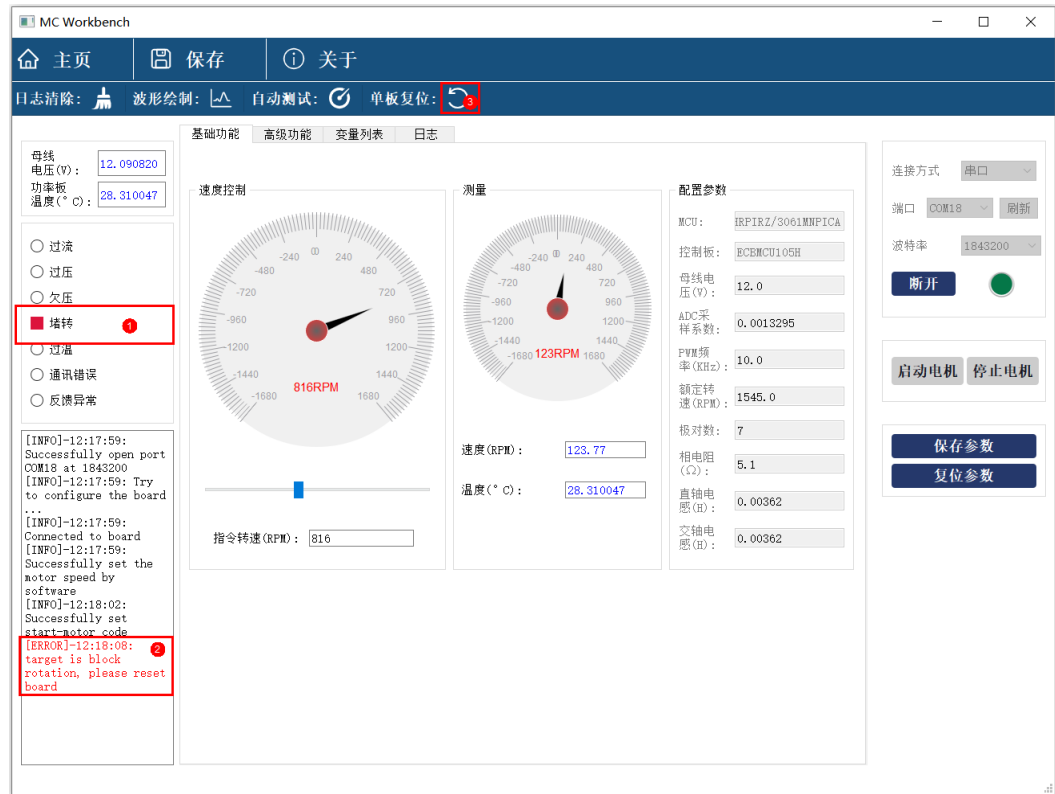 MC Workbench
主页
保存
关于
日志清除:
波形绘制:
自动测试:
单板复位:
3
基础功能
高级功能
变量列表
日志
母线
电压(V):
12.090820
功率板
温度(°C):
28.310047
过流
过压
欠压
堵转
1
过温
通讯错误
反馈异常
[INFO]-12:17:59:
Successfully open port
COM18 at 1843200
[INFO]-12:17:59: Try
to configure the board
...
[INFO]-12:17:59:
Connected to board
[INFO]-12:17:59:
Successfully set the
motor speed by
software
[INFO]-12:18:02:
Successfully set
start-motor code
[ERROR]-12:18:08:
2
target is block
rotation, please reset
board
速度控制
-240
240
-480
480
-720
720
-960
960
-1200
1200
-1440
1440
-1680
1680
816RPM
指令转速(RPM):
816
测量
-240
240
-480
480
-720
720
-960
960
-1200
1200
-1440
1440
-1680
1680
123RPM
速度(RPM):
123.77
温度(°C):
28.310047
配置参数
MCU:
IRPIRZ/3061MNPICA
控制板:
ECBMCU105H
母线电
压(V):
12.0
ADC采
样系数:
0.0013295
PWM频
率(KHz):
10.0
额定转
速(RPM):
1545.0
极对数:
7
相电阻
(Ω):
5.1
直轴电
感(H):
0.00362
交轴电
感(H):
0.00362
连接方式
串口
端口
COM18
刷新
波特率
1843200
断开
启动电机
停止电机
保存参数
复位参数